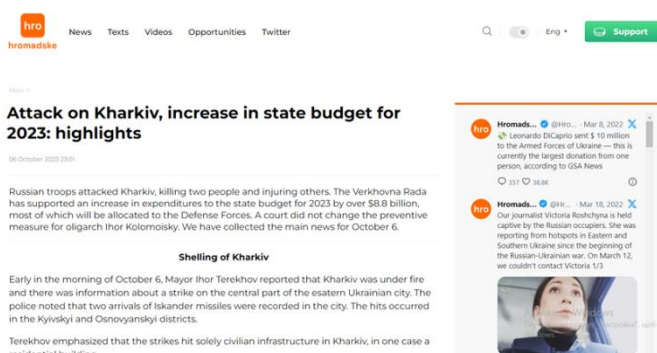 hro
hromadske
News Texts Videos Opportunities Twitter
Eng
Support
Attack on Kharkiv, increase in state budget for
2023: highlights
06 October 2023 23:01
Russian troops attacked Kharkiv, killing two people and injuring others. The Verkhovna Rada
has supported an increase in expenditures to the state budget for 2023 by over $8.8 billion,
most of which will be allocated to the Defense Forces. A court did not change the preventive
measure for oligarch Ihor Kolomoisky. We have collected the main news for October 6.
Shelling of Kharkiv
Early in the morning of October 6, Mayor Ihor Terekhov reported that Kharkiv was under fire
and there was information about a strike on the central part of the esatern Ukrainian city. The
police noted that two arrivals of Iskander missiles were recorded in the city. The hits occurred
in the Kyivskyi and Osnovyanskyi districts.
Terekhov emphasized that the strikes hit solely civilian infrastructure in Kharkiv, in one case a
residential building.
hro
Hromads... @Hro... · Mar 8, 2022
Leonardo DiCaprio sent $ 10 million
to the Armed Forces of Ukraine — this is
currently the largest donation from one
person, according to GSA News
357 38.8K
hro
Hromads... @Hr... · Mar 18, 2022
Our journalist Victoria Roshchyna is held
captive by the Russian occupiers. She was
reporting from hotspots in Eastern and
Southern Ukraine since the beginning of
the Russian-Ukrainian war. On March 12,
we couldn't contact Victoria 1/3